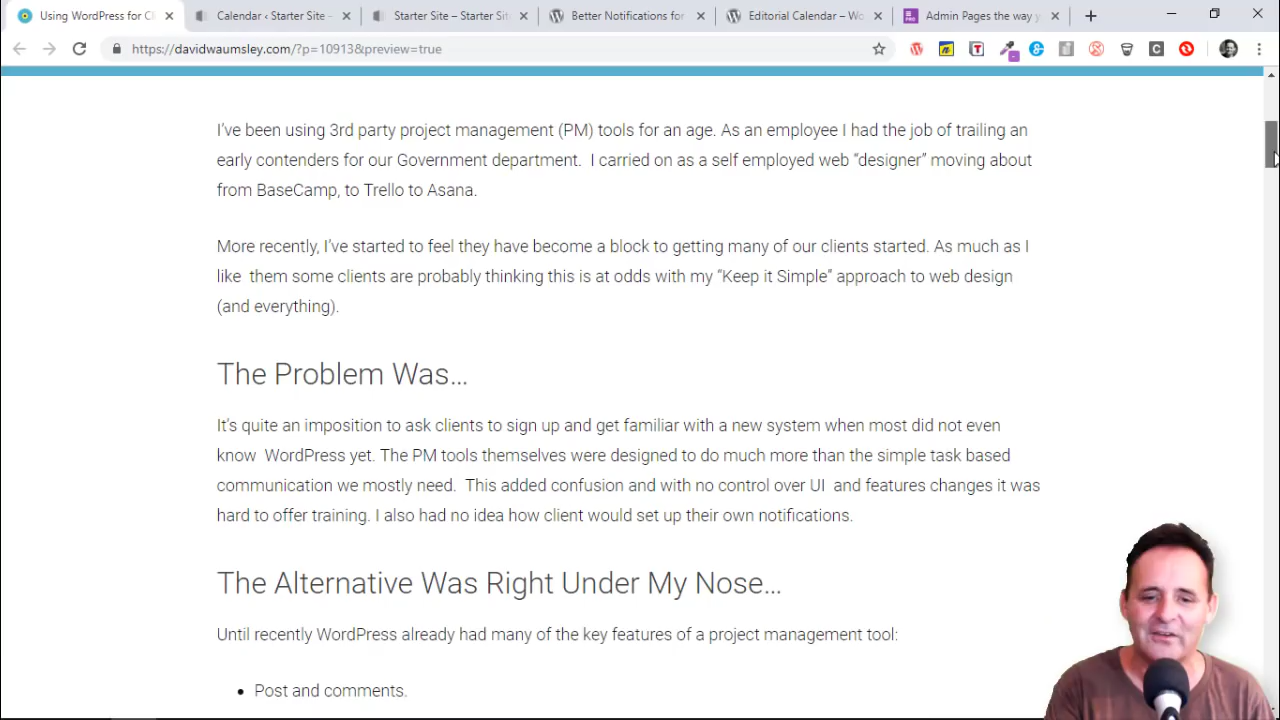 Using WordPress for Cl
Calendar ‹ Starter Site –
Starter Site – Starter Sit
Better Notifications for
Editorial Calendar – Wo
Admin Pages the way y
https://davidwaumsley.com/?p=10913&preview=true
I've been using 3rd party project management (PM) tools for an age. As an employee I had the job of trailing an
early contenders for our Government department. I carried on as a self employed web “designer” moving about
from BaseCamp, to Trello to Asana.
More recently, I've started to feel they have become a block to getting many of our clients started. As much as I
like them some clients are probably thinking this is at odds with my “Keep it Simple” approach to web design
(and everything).
The Problem Was…
It's quite an imposition to ask clients to sign up and get familiar with a new system when most did not even
know WordPress yet. The PM tools themselves were designed to do much more than the simple task based
communication we mostly need. This added confusion and with no control over UI and features changes it was
hard to offer training. I also had no idea how client would set up their own notifications.
The Alternative Was Right Under My Nose…
Until recently WordPress already had many of the key features of a project management tool:
• Post and comments.